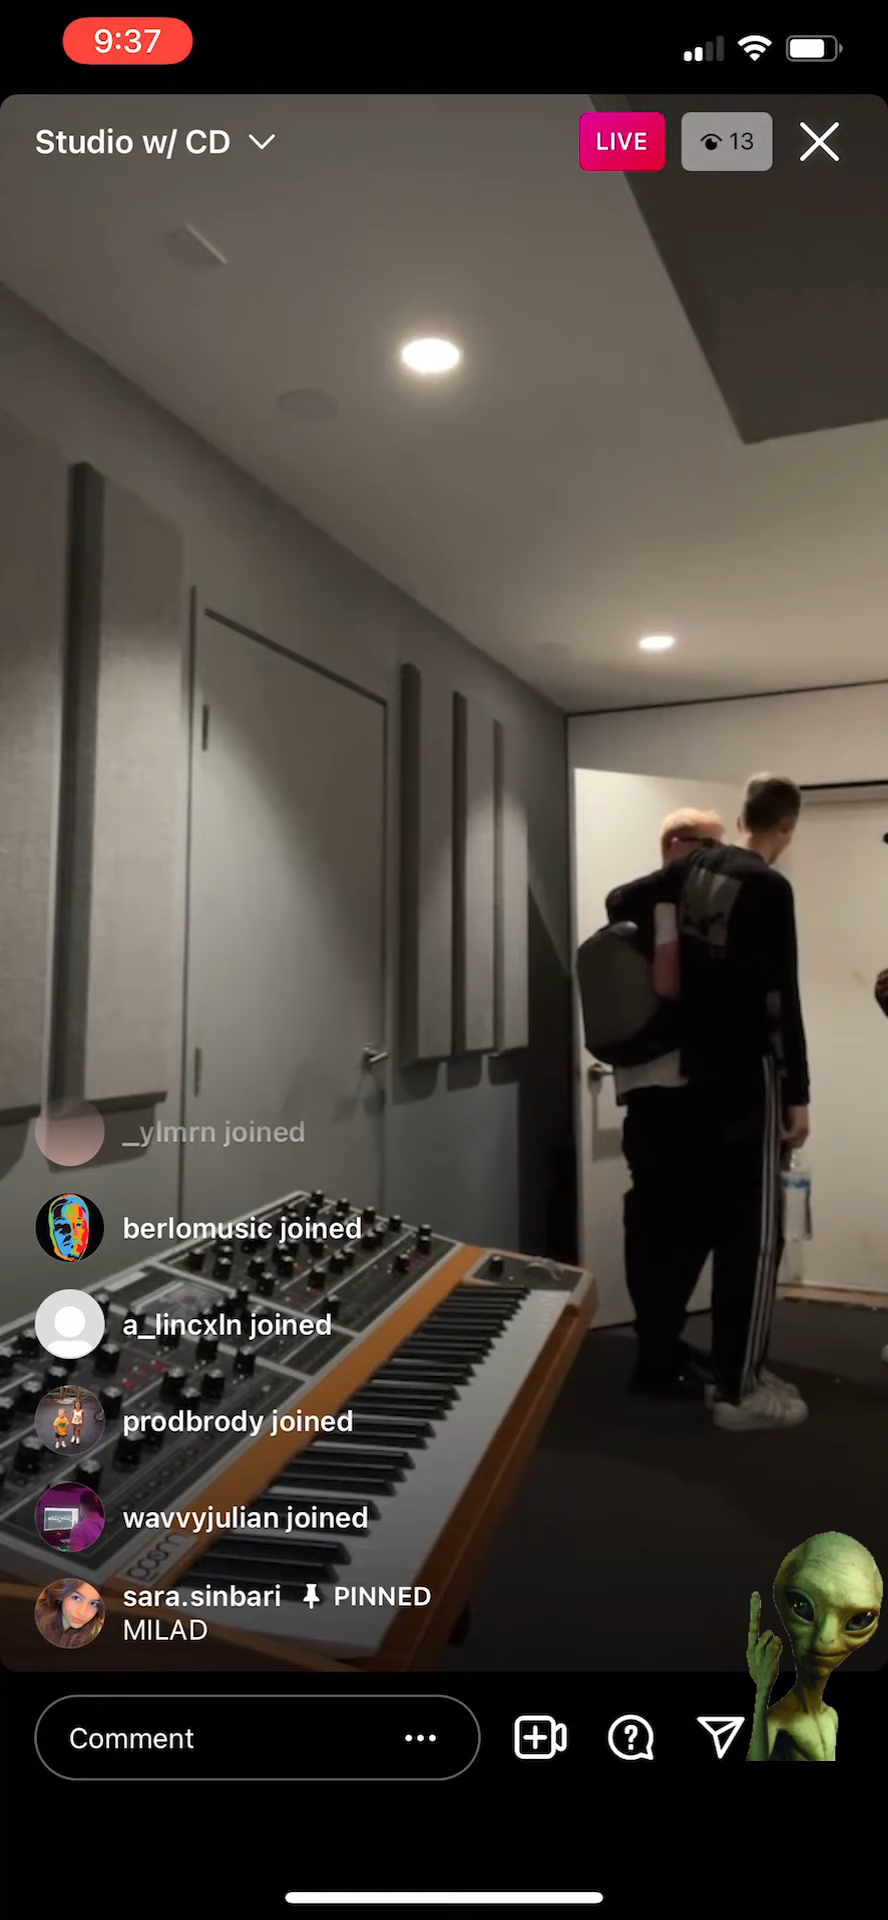 9:37
Studio w/ CD
LIVE
13
_ylmrn joined
berlomusic joined
a_lincxln joined
prodbrody joined
wavvyjulian joined
sara.sinbari PINNED
MILAD
moog
Comment